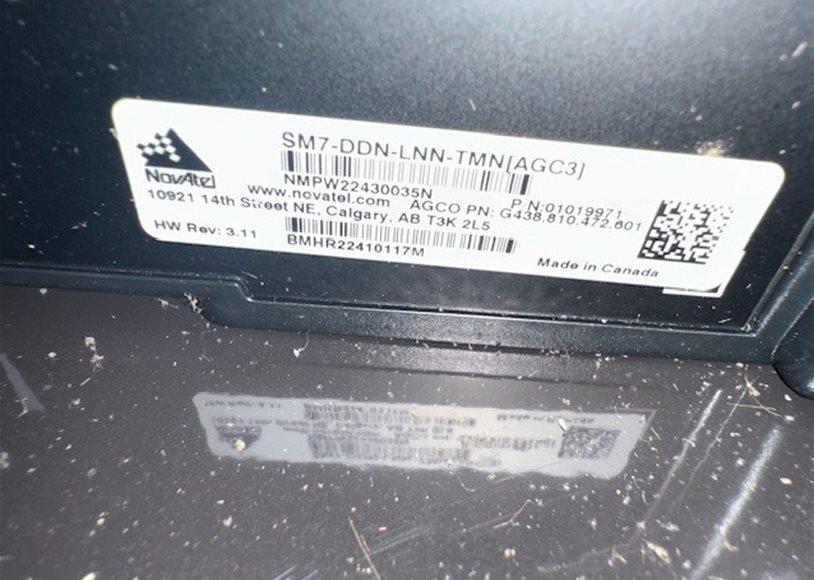 NovAtel
SM7-DDN-LNN-TMN[AGC3]
NMPW22430035N
P/N:01019971
www.novatel.com AGCO PN: G438.810.472.601
10921 14th Street NE, Calgary, AB T3K 2L5
HW Rev: 3.11
BMHR22410117M
Made in Canada